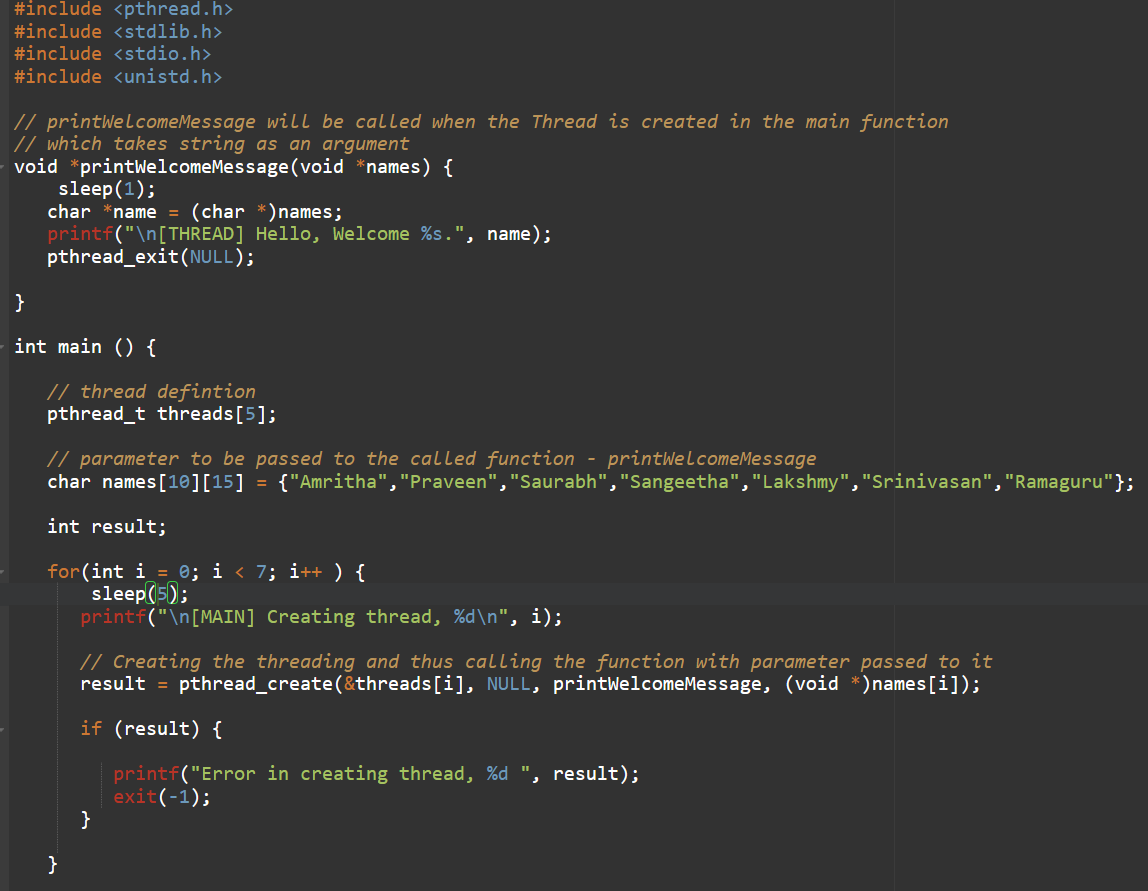 #include <pthread.h>
#include <stdlib.h>
#include <stdio.h>
#include <unistd.h>
// printWelcomeMessage will be called when the Thread is created in the main function
// which takes string as an argument
void *printWelcomeMessage(void *names) {
sleep(1);
char *name = (char *)names;
printf("\n[THREAD] Hello, Welcome %s.", name);
pthread_exit(NULL);
}
int main () {
// thread defintion
pthread_t threads[5];
// parameter to be passed to the called function - printWelcomeMessage
char names[10][15] = {"Amritha","Praveen","Saurabh","Sangeetha","Lakshmy","Srinivasan","Ramaguru"};
int result;
for(int i = 0; i < 7; i++ ) {
sleep(5);
printf("\n[MAIN] Creating thread, %d\n", i);
// Creating the threading and thus calling the function with parameter passed to it
result = pthread_create(&threads[i], NULL, printWelcomeMessage, (void *)names[i]);
if (result) {
printf("Error in creating thread, %d ", result);
exit(-1);
}
}